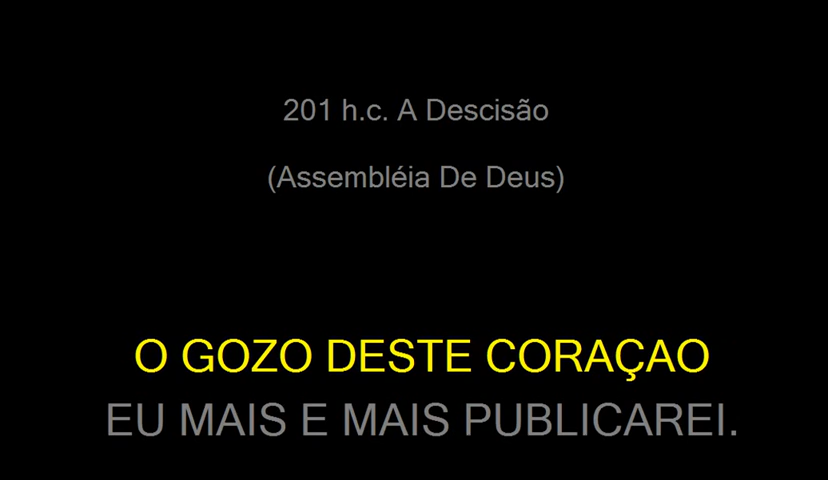 201 h.c. A Descisão
(Assembléia De Deus)
O GOZO DESTE CORAÇAO
EU MAIS E MAIS PUBLICAREI.